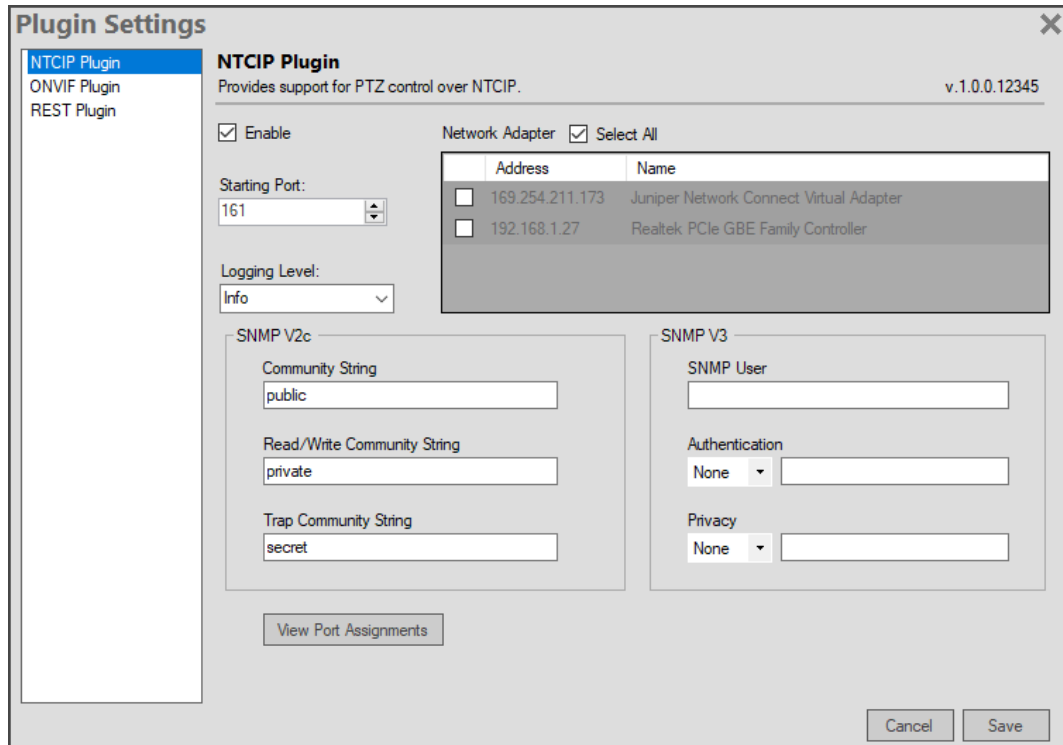 Plugin Settings
NTCIP Plugin
ONVIF Plugin
REST Plugin
NTCIP Plugin
Provides support for PTZ control over NTCIP.
v.1.0.0.12345
Enable
Network Adapter
Select All
Starting Port:
161
Address Name
169.254.211.173 Juniper Network Connect Virtual Adapter
192.168.1.27 Realtek PCIe GBE Family Controller
Logging Level:
Info
SNMP V2c
Community String
public
Read/Write Community String
private
Trap Community String
secret
SNMP V3
SNMP User
Authentication
None
Privacy
None
View Port Assignments
Cancel
Save